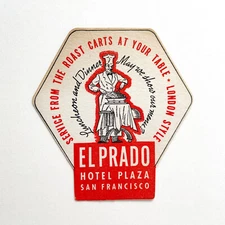 SERVICE FROM THE ROAST CARTS AT YOUR TABLE • LONDON STYLE
Luncheon and Dinner
May we show our menu
EL PRADO
HOTEL PLAZA
SAN FRANCISCO